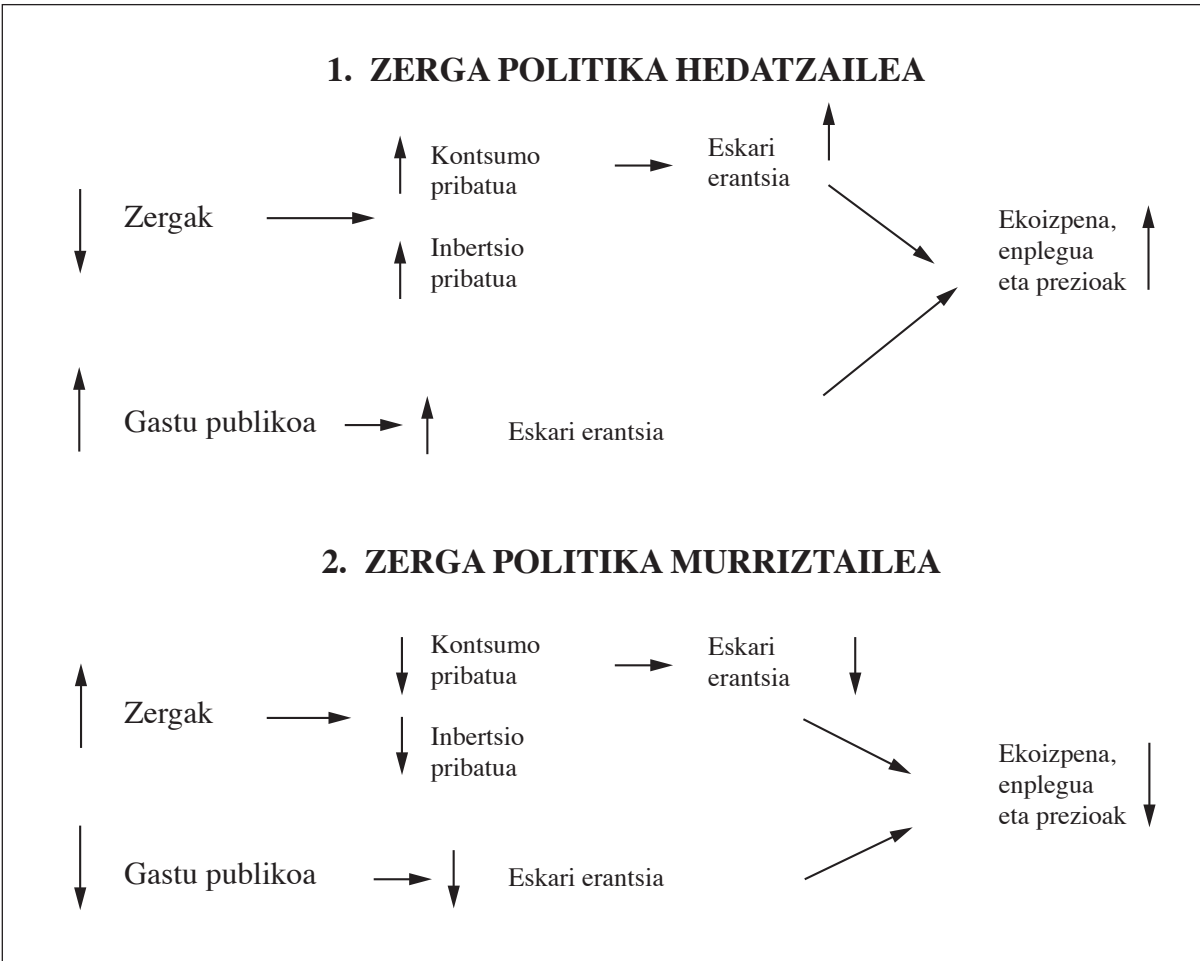 1. ZERGA POLITIKA HEDATZAILEA
Zergak
Kontsumo
pribatua
Inbertsio
pribatua
Eskari
erantsia
Ekoizpena,
enplegua
eta prezioak
Gastu publikoa
Eskari erantsia
2. ZERGA POLITIKA MURRIZTAILEA
Zergak
Kontsumo
pribatua
Inbertsio
pribatua
Eskari
erantsia
Ekoizpena,
enplegua
eta prezioak
Gastu publikoa
Eskari erantsia